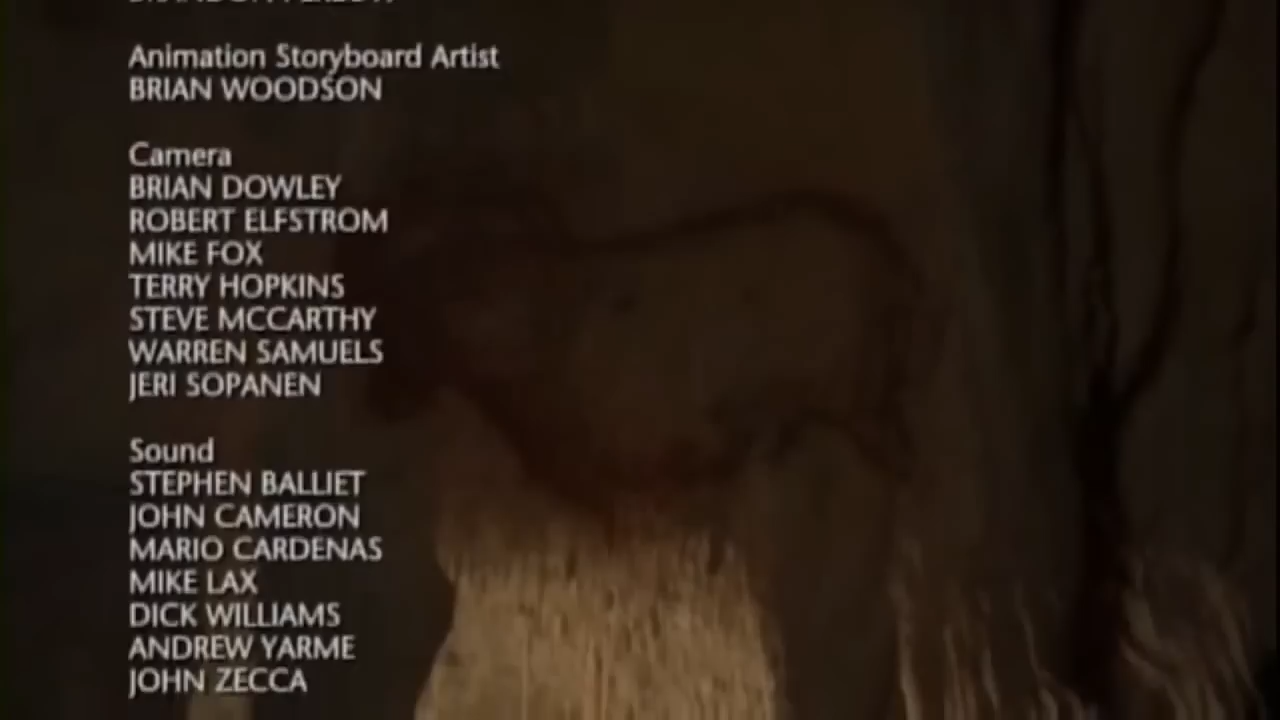 Animation Storyboard Artist
BRIAN WOODSON
Camera
BRIAN DOWLEY
ROBERT ELFSTROM
MIKE FOX
TERRY HOPKINS
STEVE MCCARTHY
WARREN SAMUELS
JERI SOPANEN
Sound
STEPHEN BALLIET
JOHN CAMERON
MARIO CARDENAS
MIKE LAX
DICK WILLIAMS
ANDREW YARME
JOHN ZECCA